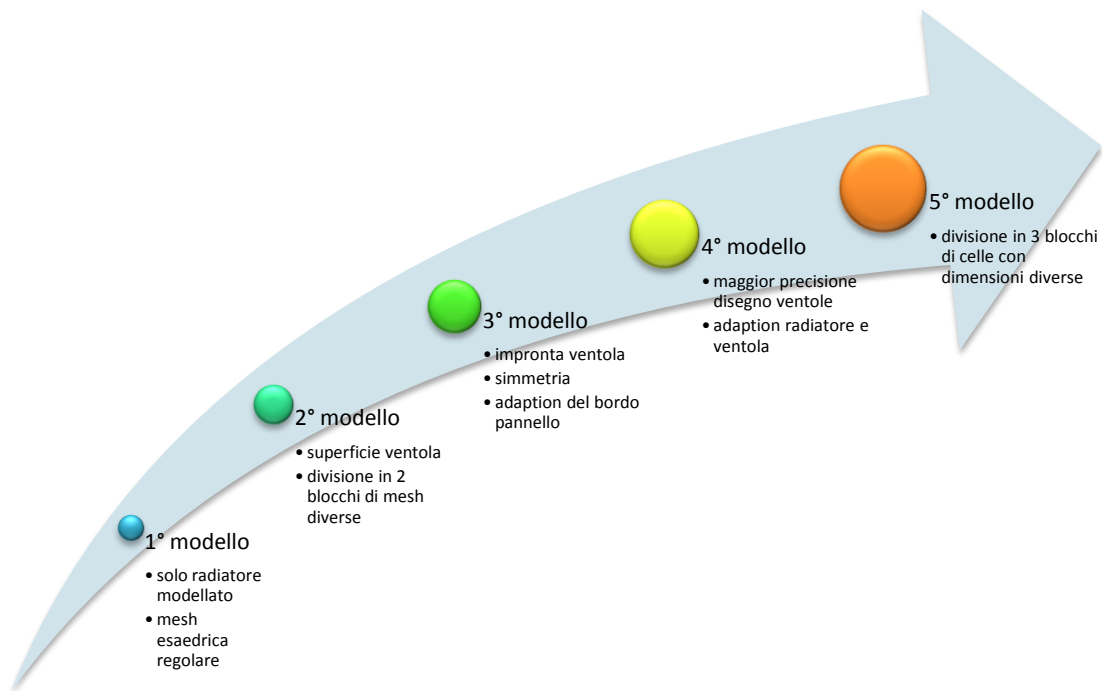 1° modello
• solo radiatore
modellato
• mesh
esaedrica
regolare
2° modello
• superficie ventola
• divisione in 2
blocchi di mesh
diverse
3° modello
• impronta ventola
• simmetria
• adaption del bordo
pannello
4° modello
• maggior precisione
disegno ventole
• adaption radiatore e
ventola
5° modello
• divisione in 3 blocchi
di celle con
dimensioni diverse